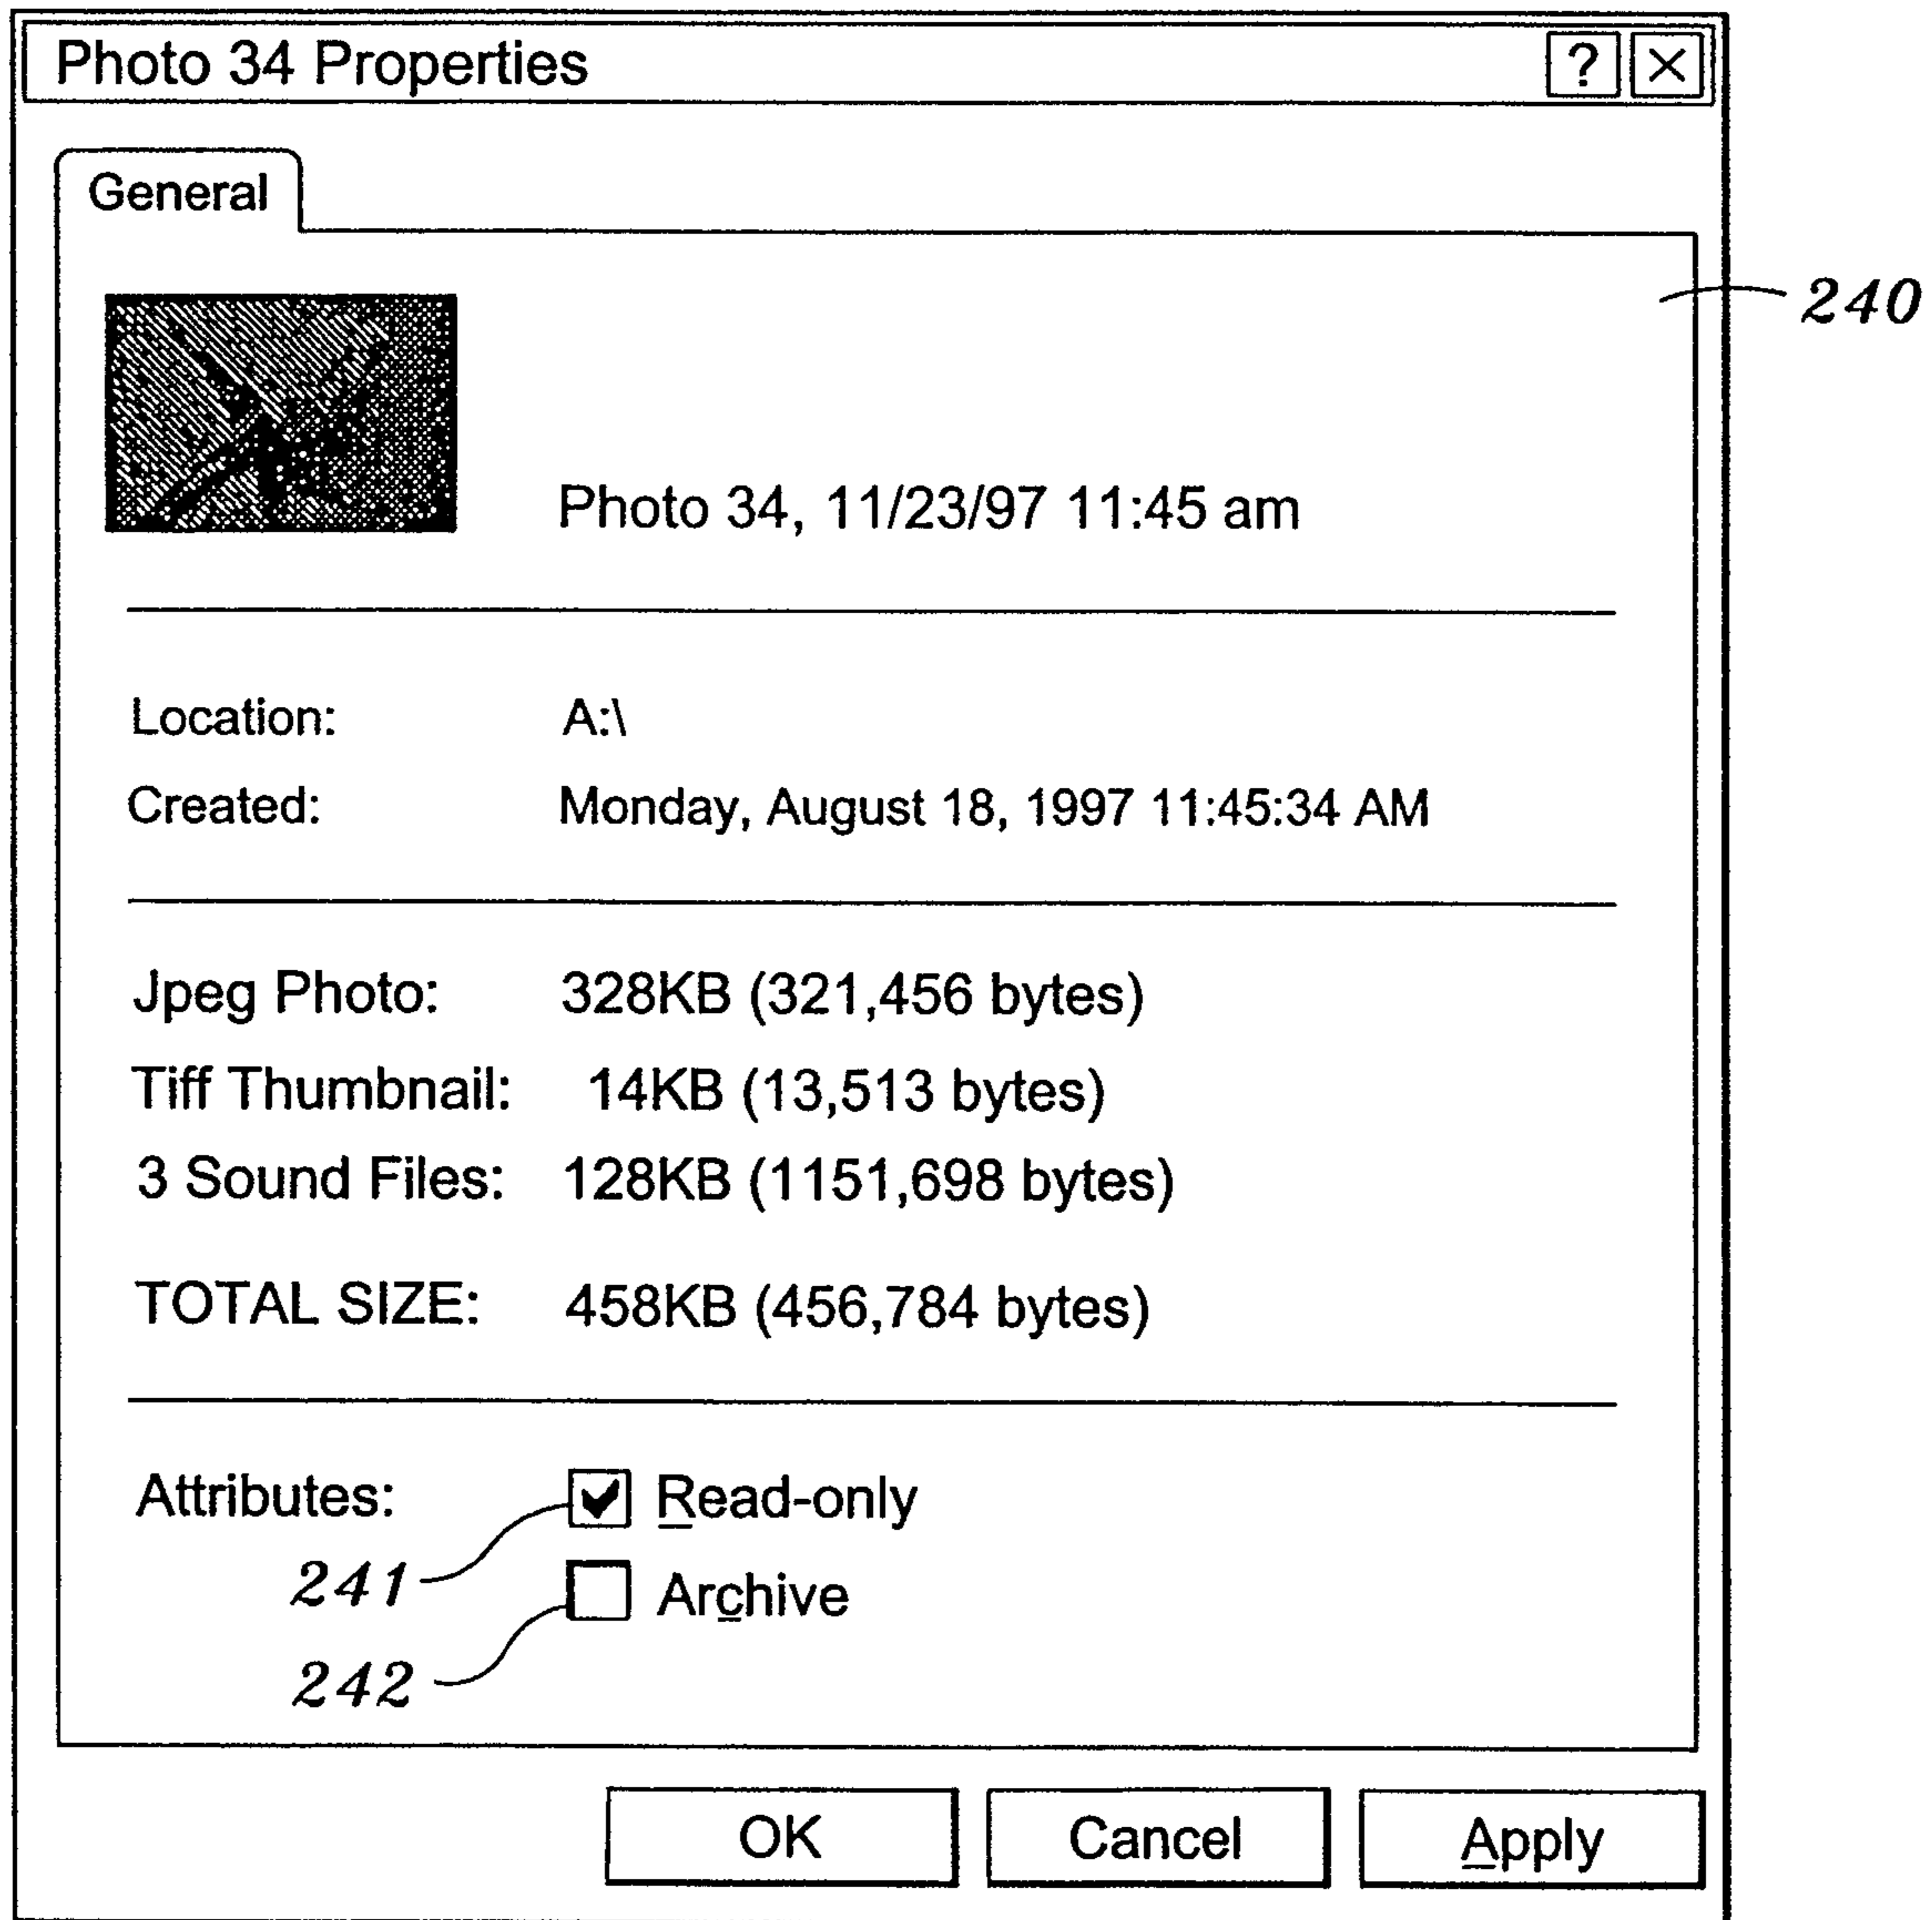 Photo 34 Properties ? X
General
240
Photo 34, 11/23/97 11:45 am
Location: A:\
Created: Monday, August 18, 1997 11:45:34 AM
Jpeg Photo: 328KB (321,456 bytes)
Tiff Thumbnail: 14KB (13,513 bytes)
3 Sound Files: 128KB (1151,698 bytes)
TOTAL SIZE: 458KB (456,784 bytes)
Attributes: Read-only
241
Archive
242
OK Cancel Apply